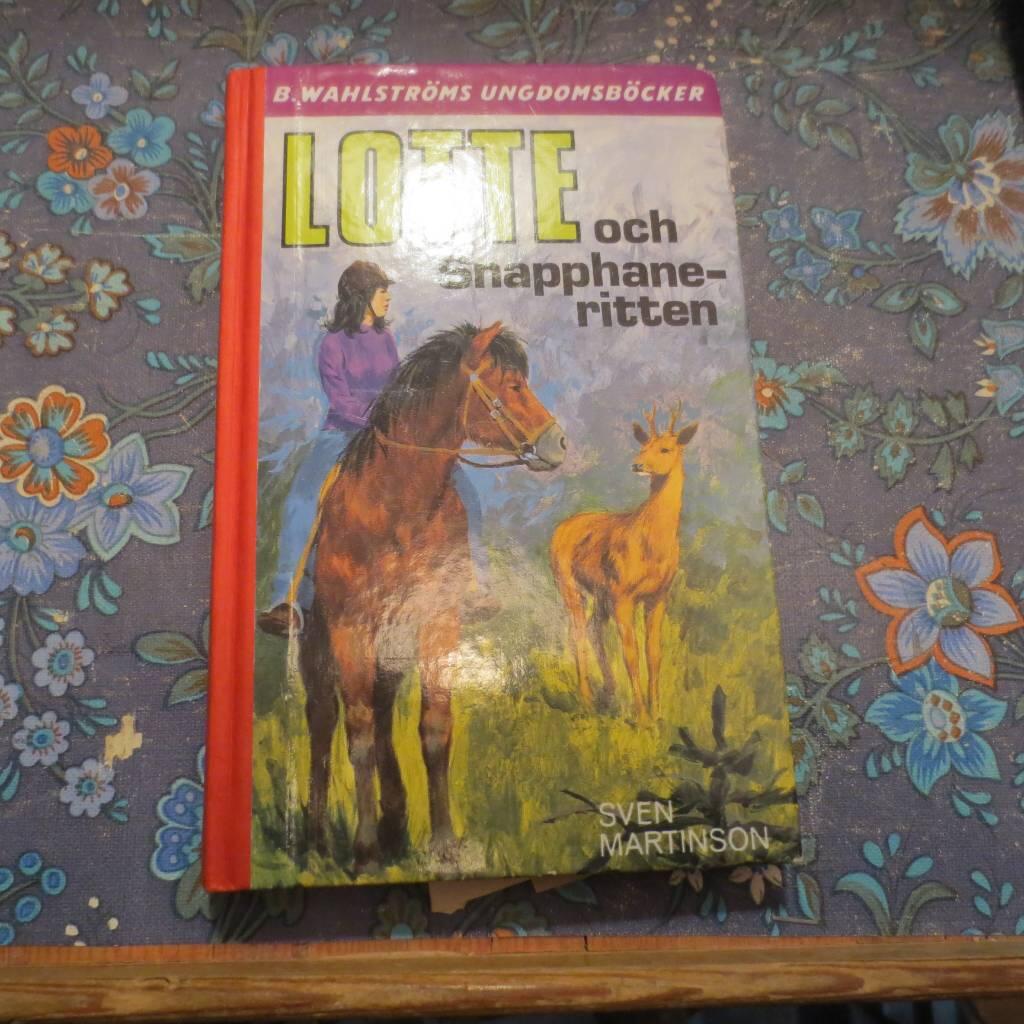 B. WAHLSTRÖMS UNGDOMSBÖCKER
LOTTE och
Snapphane-
ritten
SVEN
MARTINSON